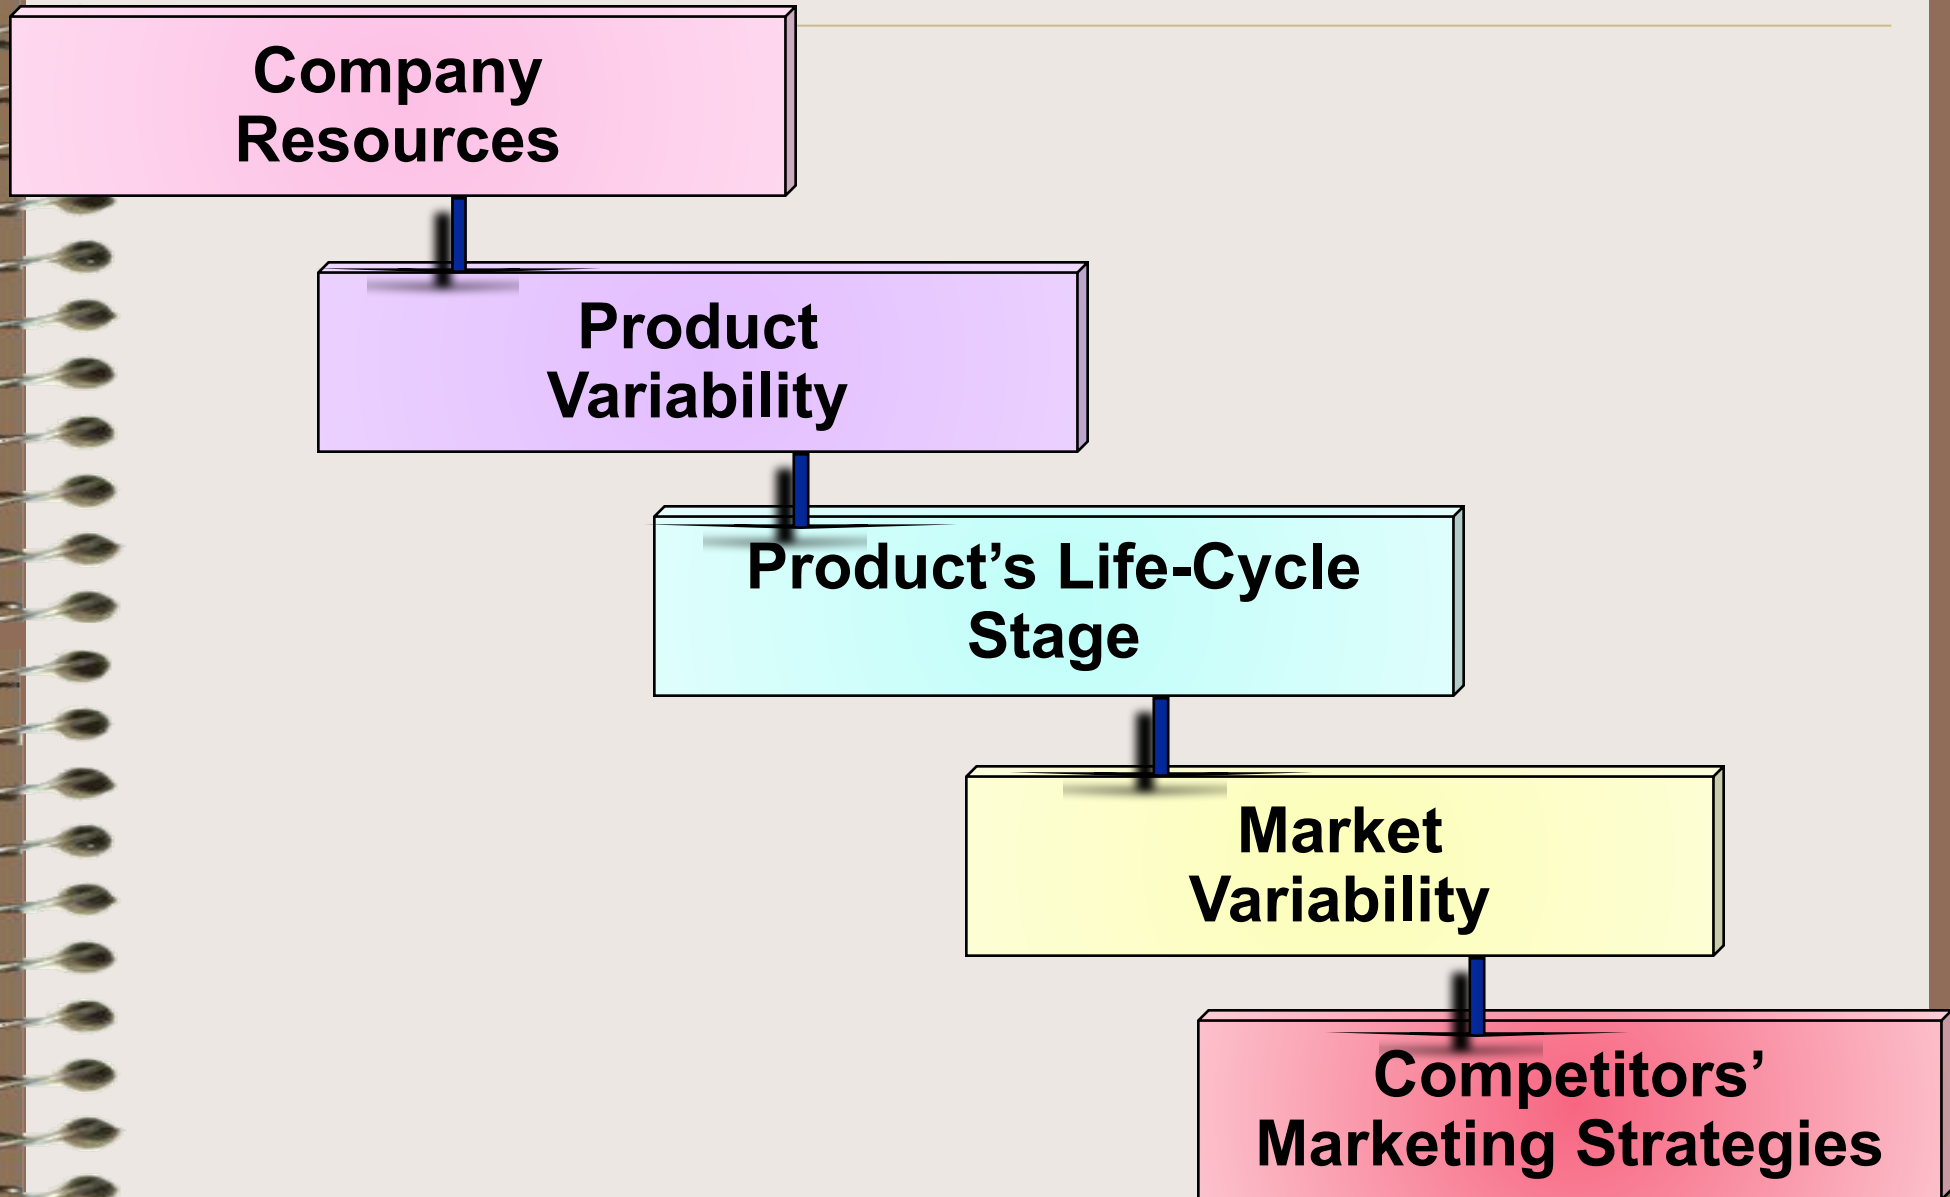 Company
Resources
Product
Variability
Product’s Life-Cycle
Stage
Market
Variability
Competitors’
Marketing Strategies